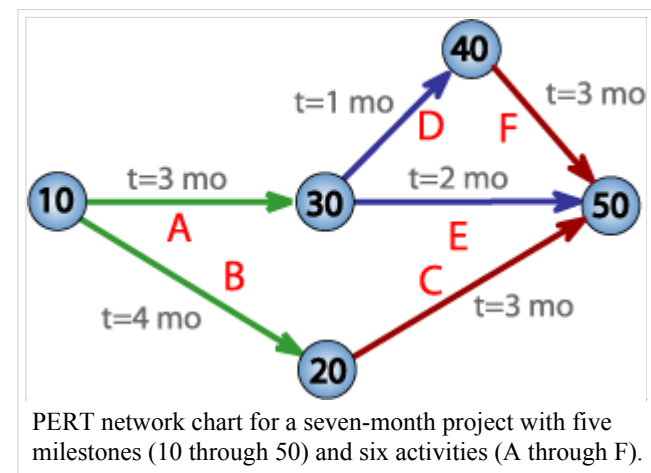 40
t=1 mo
t=3 mo
D
F
t=3 mo
t=2 mo
10
30
50
A
E
B
C
t=4 mo
t=3 mo
20
PERT network chart for a seven-month project with five
milestones (10 through 50) and six activities (A through F).